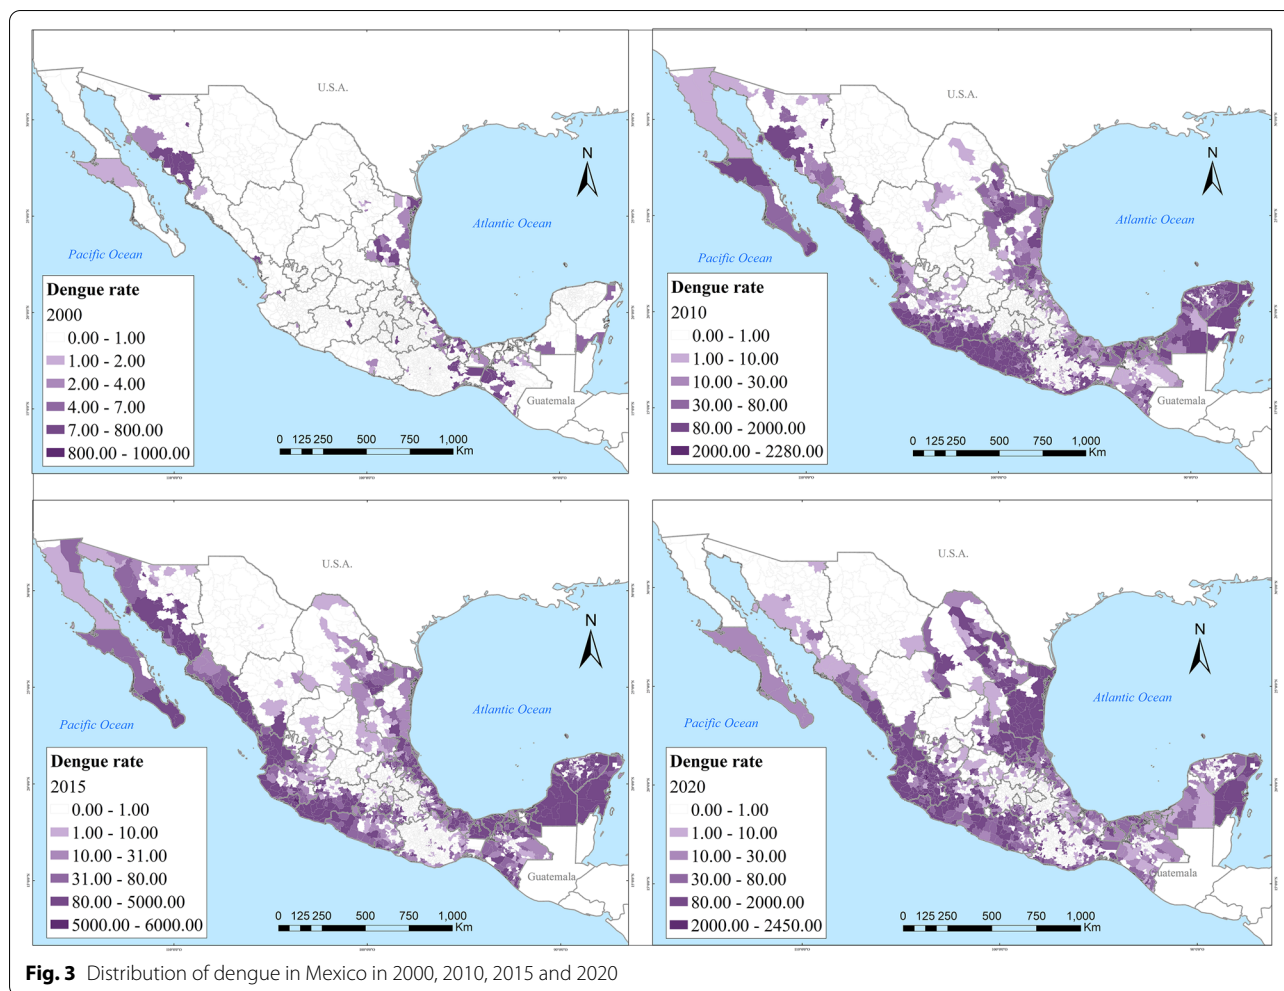 U.S.A.
N
Atlantic Ocean
Pacific Ocean
Dengue rate
2000
0.00 - 1.00
1.00 - 2.00
2.00 - 4.00
4.00 - 7.00
7.00 - 800.00
800.00 - 1000.00
Guatemala
0 125 250 500 750 1,000
Km
U.S.A.
N
Atlantic Ocean
Pacific Ocean
Dengue rate
2010
0.00 - 1.00
1.00 - 10.00
10.00 - 30.00
30.00 - 80.00
80.00 - 2000.00
2000.00 - 2280.00
Guatemala
0 125 250 500 750 1,000
Km
U.S.A.
N
Atlantic Ocean
Pacific Ocean
Dengue rate
2015
0.00 - 1.00
1.00 - 10.00
10.00 - 31.00
31.00 - 80.00
80.00 - 5000.00
5000.00 - 6000.00
Guatemala
0 125 250 500 750 1,000
Km
U.S.A.
N
Atlantic Ocean
Pacific Ocean
Dengue rate
2020
0.00 - 1.00
1.00 - 10.00
10.00 - 30.00
30.00 - 80.00
80.00 - 2000.00
2000.00 - 2450.00
Guatemala
0 125 250 500 750 1,000
Km
Fig. 3 Distribution of dengue in Mexico in 2000, 2010, 2015 and 2020